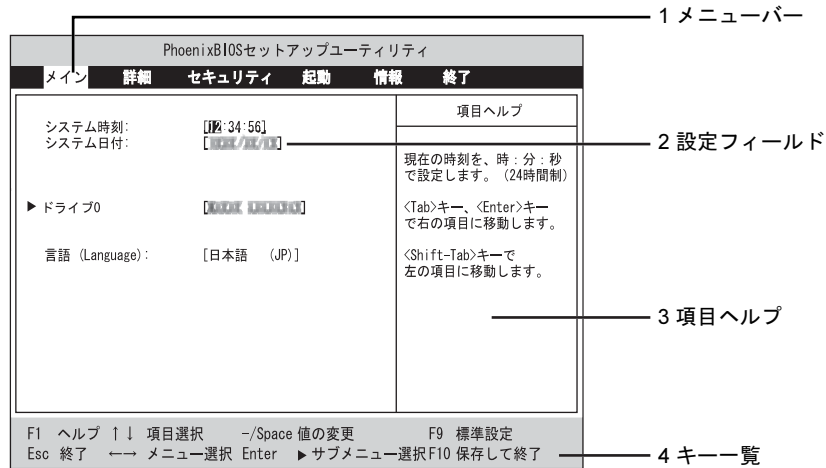 1 メニューバー
PhoenixBIOSセットアップユーティリティ
メイン 詳細 セキュリティ 起動 情報 終了
システム時刻: [12:34:56]
システム日付:
2 設定フィールド
▶ ドライブ0
言語 (Language): [日本語 (JP)]
項目ヘルプ
現在の時刻を、時:分:秒
で設定します。(24時間制)
<Tab>キー、<Enter>キー
で右の項目に移動します。
<Shift-Tab>キーで
左の項目に移動します。
3 項目ヘルプ
F1 ヘルプ ↑↓ 項目選択 -/Space 値の変更 F9 標準設定
Esc 終了 ←→ メニュー選択 Enter ▶サブメニュー選択 F10 保存して終了
4 キー一覧